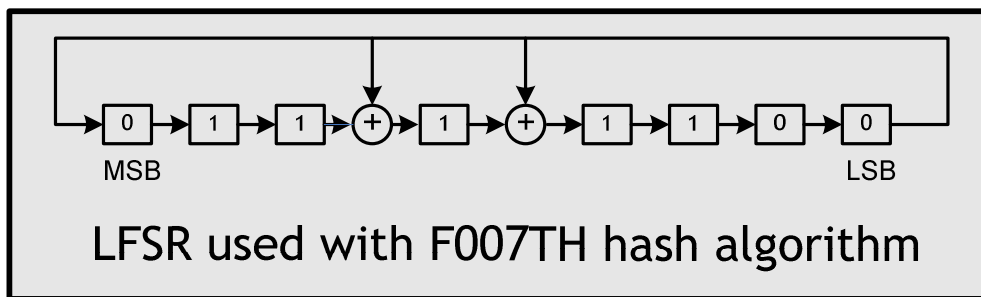 0 1 1 + 1 + 1 1 0 0
MSB LSB
LFSR used with F007TH hash algorithm